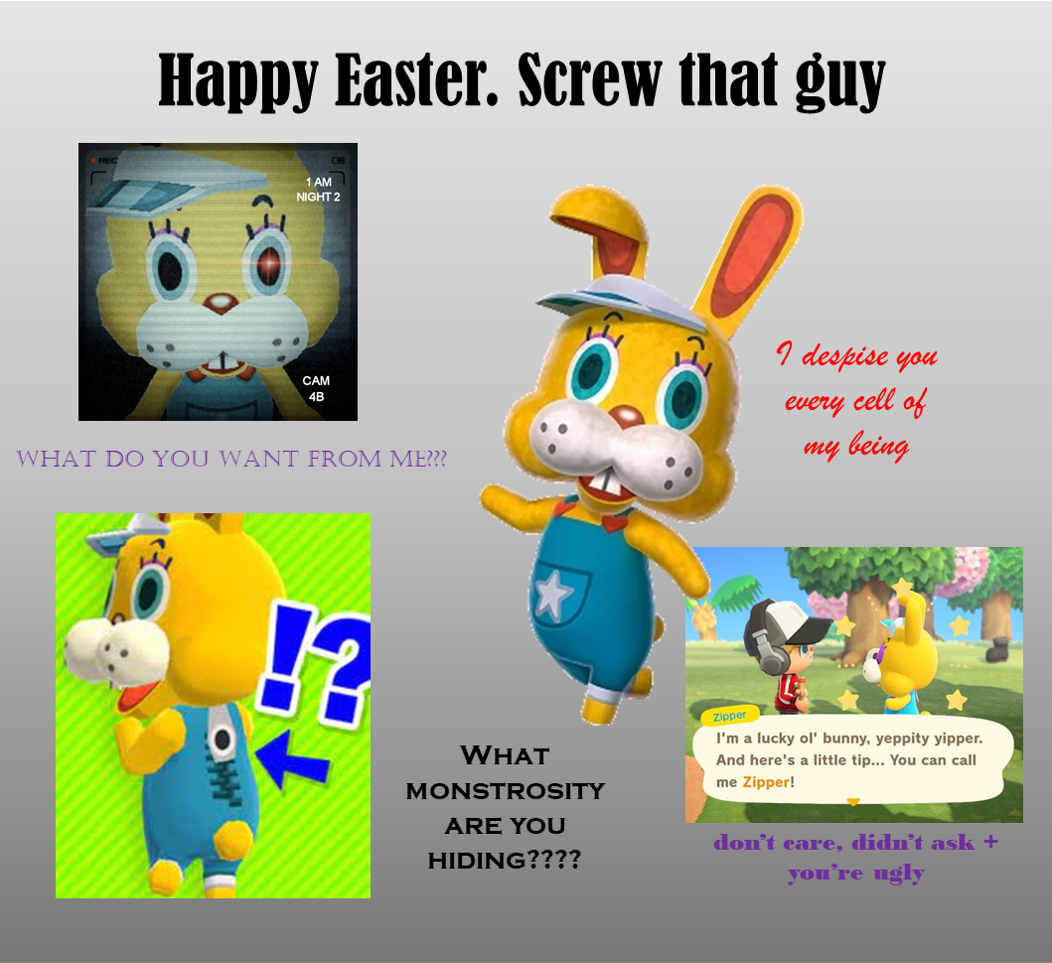 Happy Easter. Screw that guy
REC
1 AM
NIGHT 2
CAM
4B
WHAT DO YOU WANT FROM ME???
I despise you
every cell of
my being
!?
Zipper
I'm a lucky ol' bunny, yeppity yipper.
And here's a little tip... You can call
me Zipper!
WHAT
MONSTROSITY
ARE YOU
HIDING????
don't care, didn't ask +
you're ugly